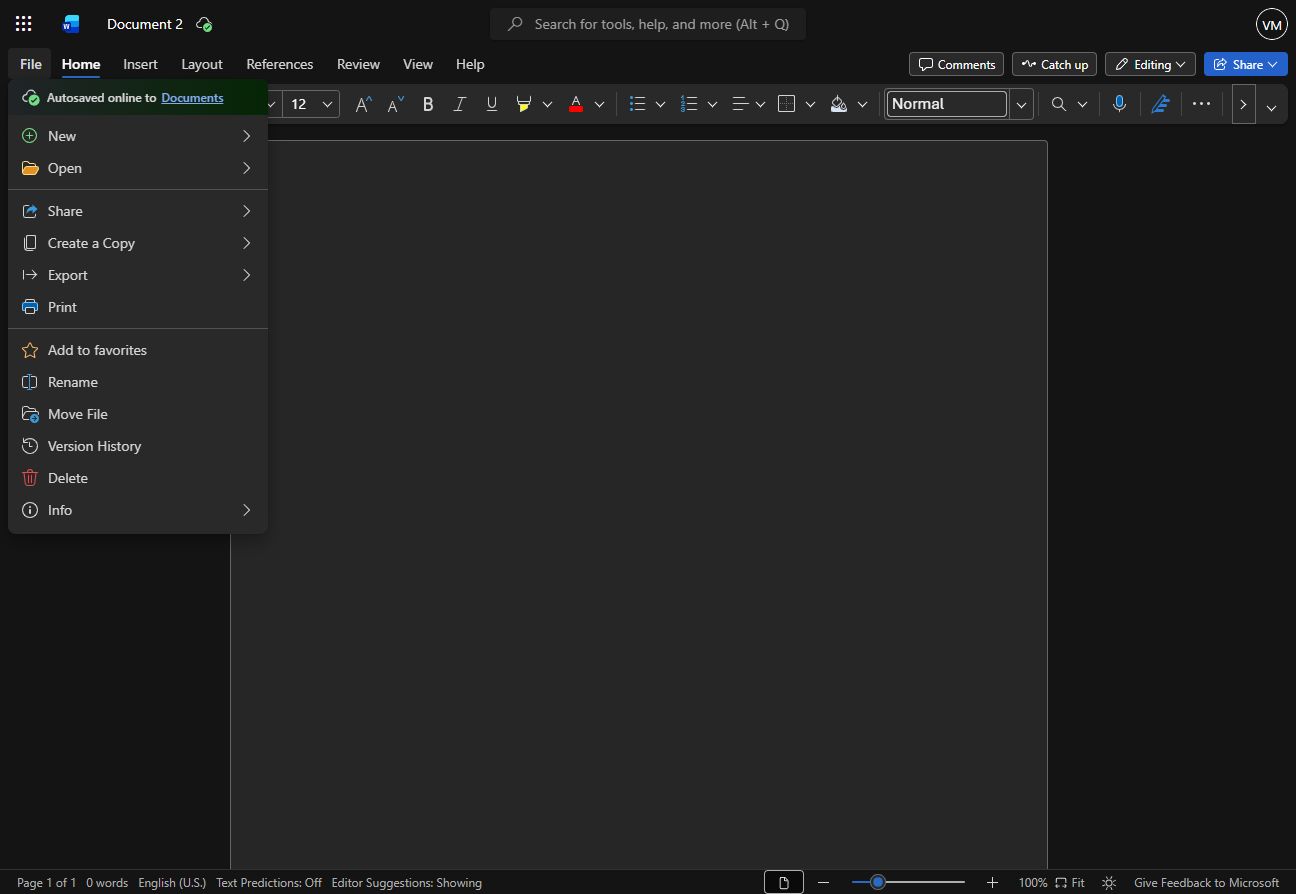 Document 2
Search for tools, help, and more (Alt + Q)
VM
File Home Insert Layout References Review View Help
Comments Catch up Editing Share
Autosaved online to Documents
12
B I U A
Normal
New
Open
Share
Create a Copy
Export
Print
Add to favorites
Rename
Move File
Version History
Delete
Info
Page 1 of 1 0 words English (U.S.) Text Predictions: Off Editor Suggestions: Showing
100% Fit Give Feedback to Microsoft